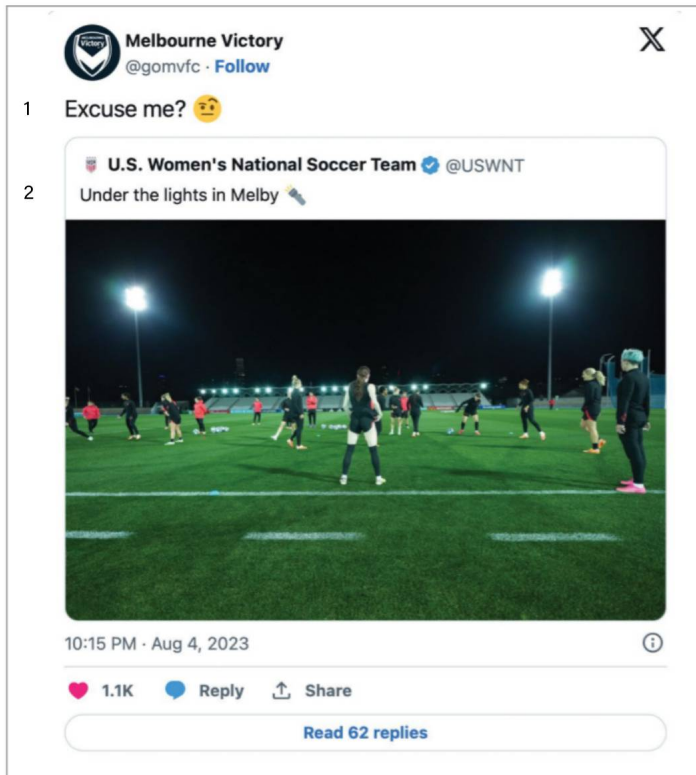 Melbourne Victory
@gomvfc · Follow
1 Excuse me? 🤨
U.S. Women's National Soccer Team @USWNT
2 Under the lights in Melby 🔦
10:15 PM · Aug 4, 2023
1.1K Reply Share
Read 62 replies